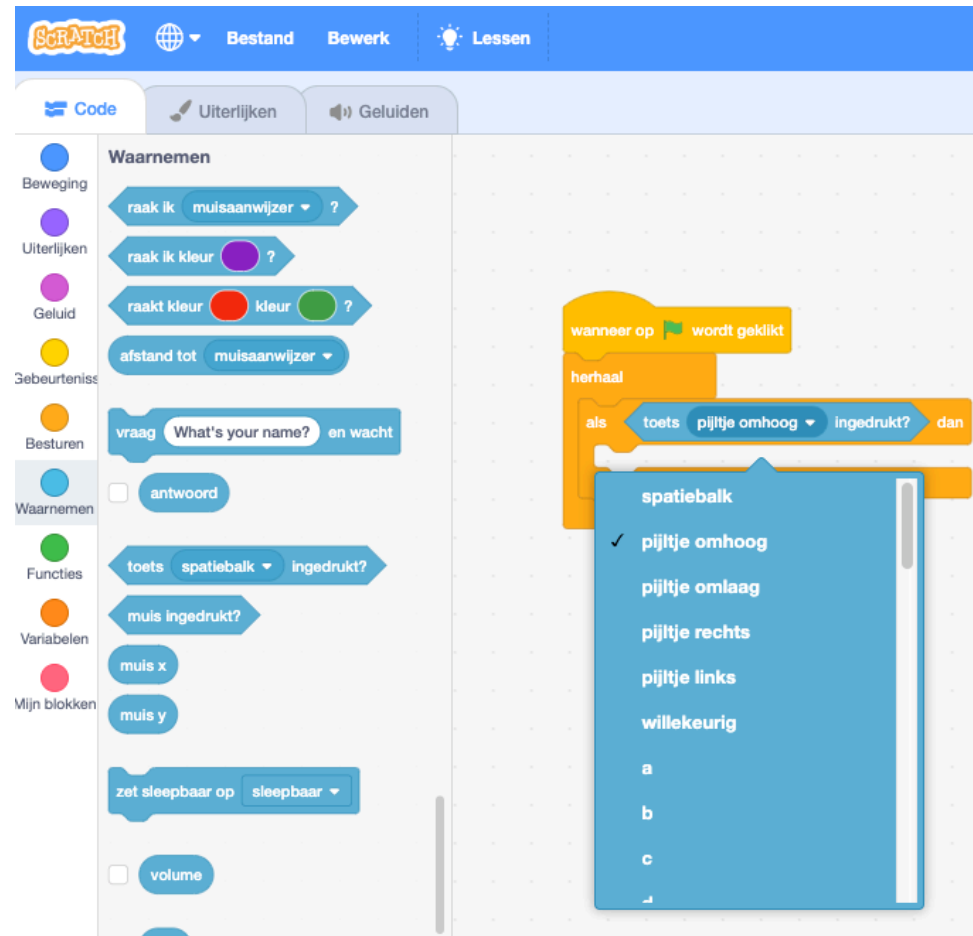 SCRATCH Bestand Bewerk Lessen
Code Uiterlijken Geluiden
Beweging
Uiterlijken
Geluid
Gebeurteniss
Besturen
Waarnemen
Functies
Variabelen
Mijn blokken
Waarnemen
raak ik muisaanwijzer ?
raak ik kleur ?
raakt kleur kleur ?
afstand tot muisaanwijzer
vraag What's your name? en wacht
antwoord
toets spatiebalk ingedrukt?
muis ingedrukt?
muis x
muis y
zet sleepbaar op sleepbaar
volume
wanneer op wordt geklikt
herhaal
als toets pijltje omhoog ingedrukt? dan
spatiebalk
✓ pijltje omhoog
pijltje omlaag
pijltje rechts
pijltje links
willekeurig
a
b
c